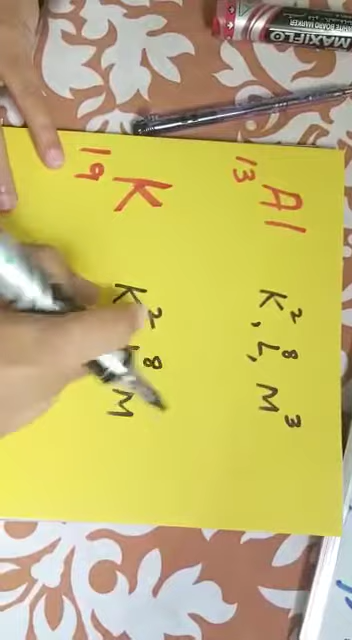 ₁₃Al K², L⁸, M³
₁₉K K², L⁸, M
MAXIFLO